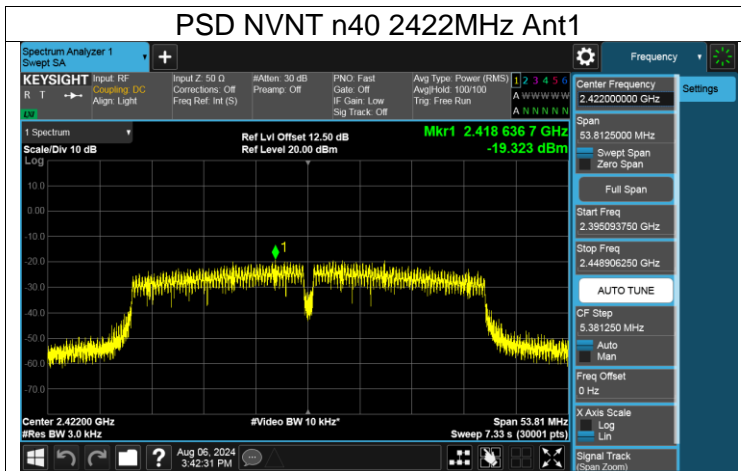 PSD NVNT n40 2422MHz Ant1
Spectrum Analyzer 1
Swept SA
Frequency
KEYSIGHT
R T
Input: RF
Coupling: DC
Align: Light
Input Z: 50 Ω
Corrections: Off
Freq Ref: Int (S)
#Atten: 30 dB
Preamp: Off
PNO: Fast
Gate: Off
IF Gain: Low
Sig Track: Off
Avg Type: Power (RMS)
Avg|Hold: 100/100
Trig: Free Run
1 2 3 4 5 6
A W W W W W
A N N N N N
1 Spectrum
Scale/Div 10 dB
Log
Ref Lvl Offset 12.50 dB
Ref Level 20.00 dBm
Mkr1 2.418 636 7 GHz
-19.323 dBm
10.0
0.00
-10.0
-20.0
-30.0
-40.0
-50.0
-60.0
-70.0
1
Center 2.42200 GHz
#Res BW 3.0 kHz
#Video BW 10 kHz*
Span 53.81 MHz
Sweep 7.33 s (30001 pts)
Aug 06, 2024
3:42:31 PM
Center Frequency
2.422000000 GHz
Settings
Span
53.8125000 MHz
Swept Span
Zero Span
Full Span
Start Freq
2.395093750 GHz
Stop Freq
2.448906250 GHz
AUTO TUNE
CF Step
5.381250 MHz
Auto
Man
Freq Offset
0 Hz
X Axis Scale
Log
Lin
Signal Track
(Span Zoom)